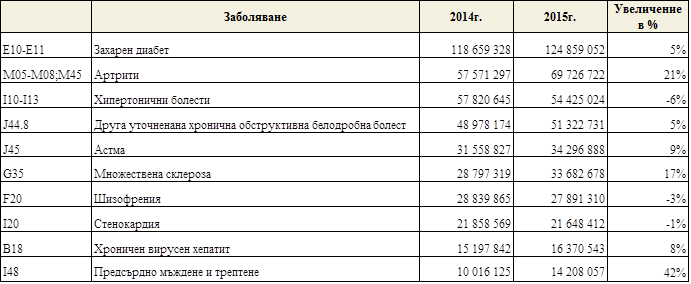 Заболяване 2014г. 2015г. Увеличение
в %
E10-E11 Захарен диабет 118 659 328 124 859 052 5%
M05-M08;M45 Артрити 57 571 297 69 726 722 21%
I10-I13 Хипертонични болести 57 820 645 54 425 024 -6%
J44.8 Друга уточненана хронична обструктивна белодробна болест 48 978 174 51 322 731 5%
J45 Астма 31 558 827 34 296 888 9%
G35 Множествена склероза 28 797 319 33 682 678 17%
F20 Шизофрения 28 839 865 27 891 310 -3%
I20 Стенокардия 21 858 569 21 648 412 -1%
B18 Хроничен вирусен хепатит 15 197 842 16 370 543 8%
I48 Предсърдно мъждене и трептене 10 016 125 14 208 057 42%